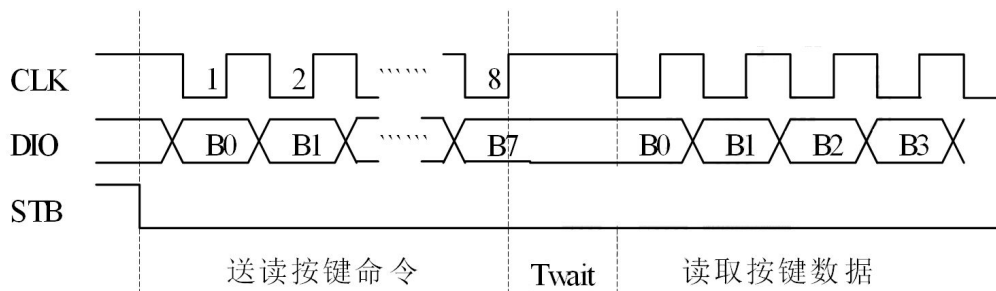 CLK 1 2 ...... 8
DIO B0 B1 ...... B7 B0 B1 B2 B3
STB
送读按键命令 Twait 读取按键数据